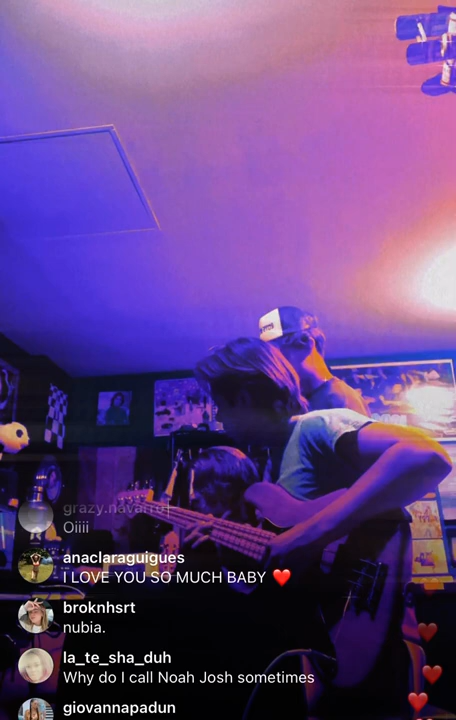 grazy.navarro
Oiiii
anaclaraguigues
I LOVE YOU SO MUCH BABY ❤️
broknhsrt
nubia.
la_te_sha_duh
Why do I call Noah Josh sometimes
giovannapadun